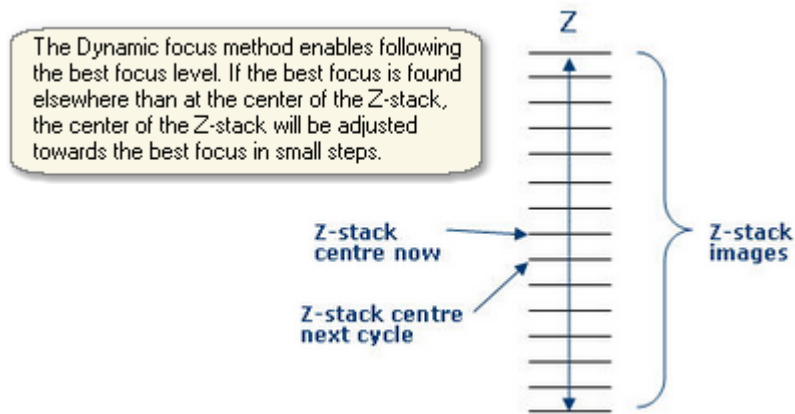 The Dynamic focus method enables following
the best focus level. If the best focus is found
elsewhere than at the center of the Z-stack,
the center of the Z-stack will be adjusted
towards the best focus in small steps.
Z
Z-stack
centre now
Z-stack centre
next cycle
Z-stack
images